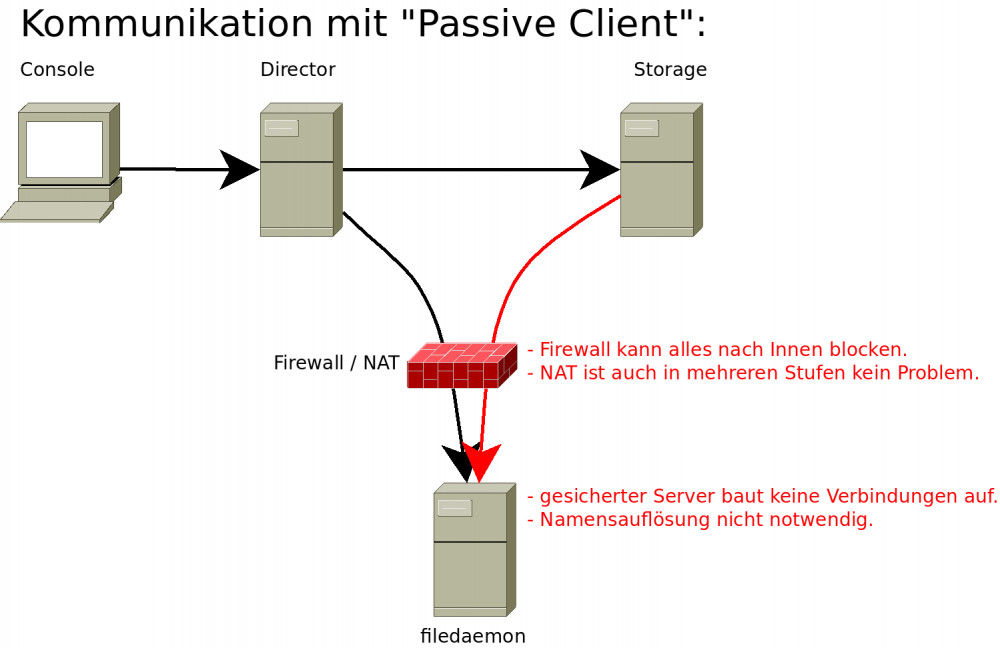 Kommunikation mit "Passive Client":
Console
Director
Storage
Firewall / NAT
- Firewall kann alles nach Innen blocken.
- NAT ist auch in mehreren Stufen kein Problem.
- gesicherter Server baut keine Verbindungen auf.
- Namensauflösung nicht notwendig.
filedaemon